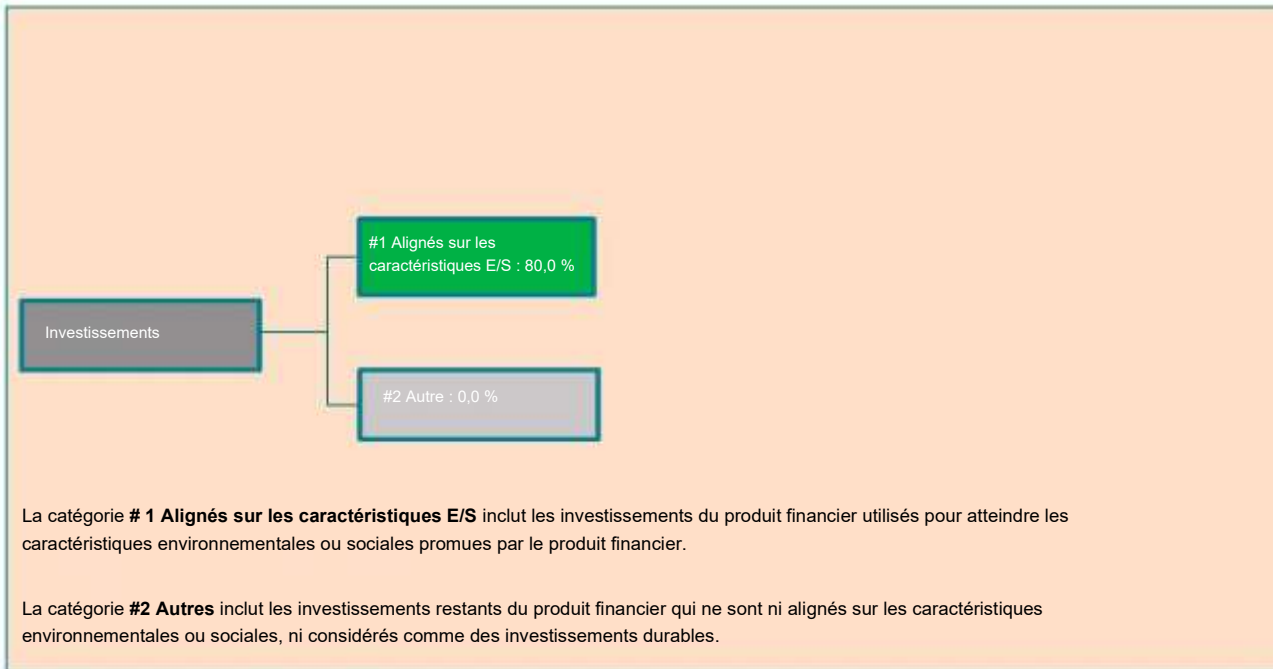 #1 Alignés sur les
caractéristiques E/S : 80,0 %
Investissements
#2 Autre : 0,0 %
La catégorie # 1 Alignés sur les caractéristiques E/S inclut les investissements du produit financier utilisés pour atteindre les
caractéristiques environnementales ou sociales promues par le produit financier.
La catégorie #2 Autres inclut les investissements restants du produit financier qui ne sont ni alignés sur les caractéristiques
environnementales ou sociales, ni considérés comme des investissements durables.